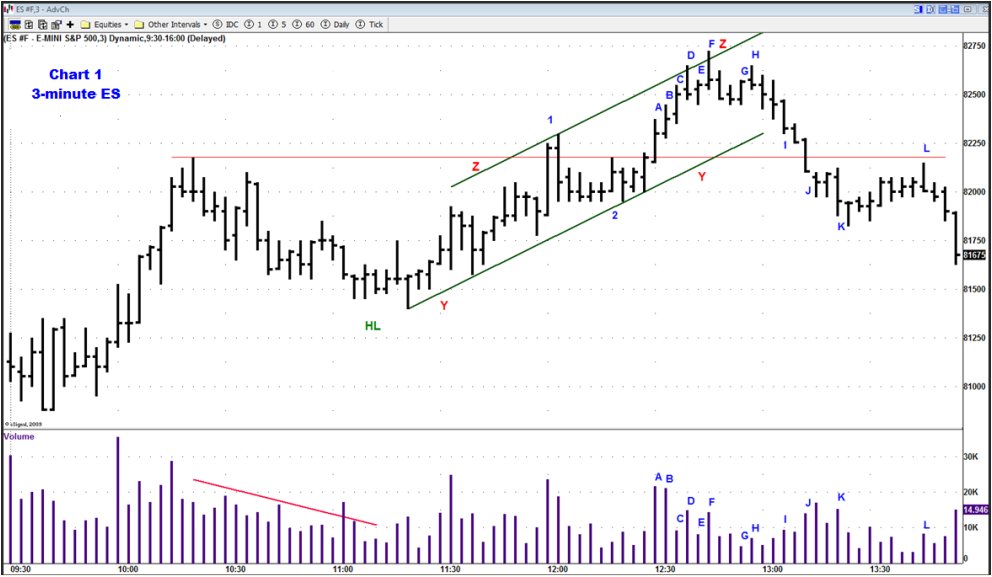 ES #F,3 - AdvCh
Equities Other Intervals IDC 1 5 60 Daily Tick
(ES #F - E-MINI S&P 500,3) Dynamic,9:30-16:00 (Delayed)
Chart 1
3-minute ES
F Z
D H
E G
C
B
A
1
82750
82500
82250
I
L
Z
Y
82000
J
2
K
81750
81675
81500
Y
HL
81250
81000
© eSignal, 2009
Volume
30K
A B
20K
D F
J K
14,946
C E
I
10K
G H
L
0
09:30 10:00 10:30 11:00 11:30 12:00 12:30 13:00 13:30